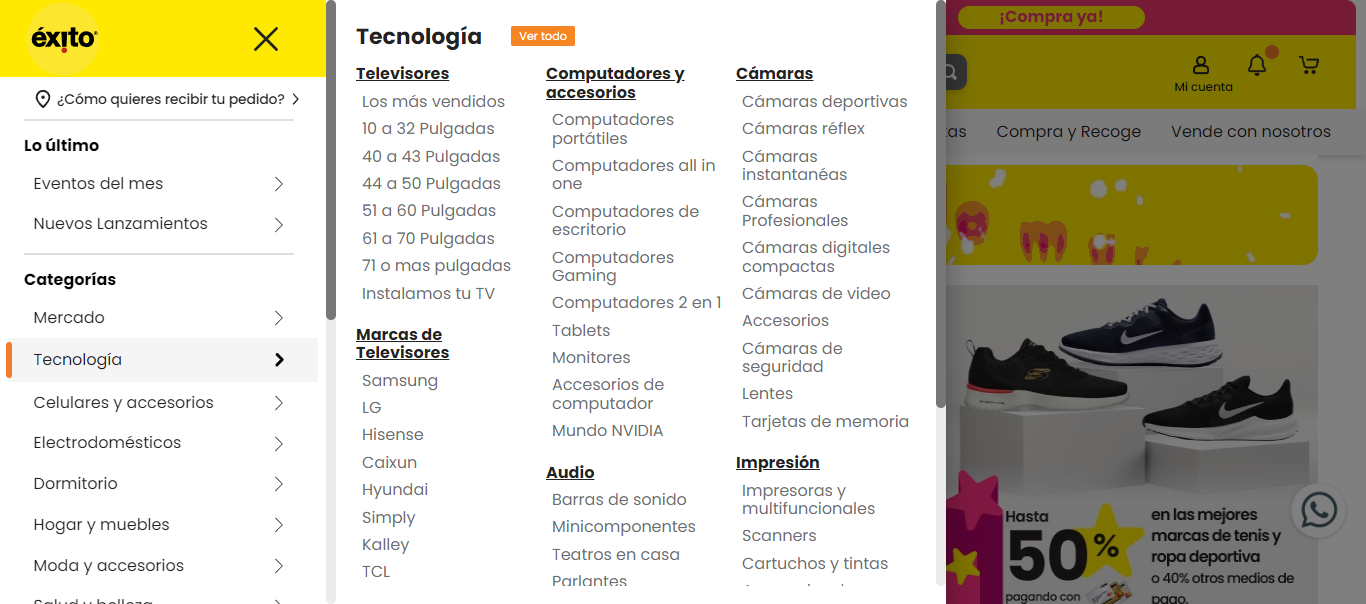 éxito
¿Cómo quieres recibir tu pedido?
Lo último
Eventos del mes
Nuevos Lanzamientos
Categorías
Mercado
Tecnología
Celulares y accesorios
Electrodomésticos
Dormitorio
Hogar y muebles
Moda y accesorios
Salud y belleza
Tecnología
Ver todo
Televisores
Los más vendidos
10 a 32 Pulgadas
40 a 43 Pulgadas
44 a 50 Pulgadas
51 a 60 Pulgadas
61 a 70 Pulgadas
71 o mas pulgadas
Instalamos tu TV
Marcas de
Televisores
Samsung
LG
Hisense
Caixun
Hyundai
Simply
Kalley
TCL
Computadores y
accesorios
Computadores
portátiles
Computadores all in
one
Computadores de
escritorio
Computadores
Gaming
Computadores 2 en 1
Tablets
Monitores
Accesorios de
computador
Mundo NVIDIA
Audio
Barras de sonido
Minicomponentes
Teatros en casa
Parlantes
Cámaras
Cámaras deportivas
Cámaras réflex
Cámaras
instantanéas
Cámaras
Profesionales
Cámaras digitales
compactas
Cámaras de video
Accesorios
Cámaras de
seguridad
Lentes
Tarjetas de memoria
Impresión
Impresoras y
multifuncionales
Scanners
Cartuchos y tintas
¡Compra ya!
Mi cuenta
tas
Compra y Recoge
Vende con nosotros
Hasta
50%
pagando con
en las mejores
marcas de tenis y
ropa deportiva
o 40% otros medios de
pago.